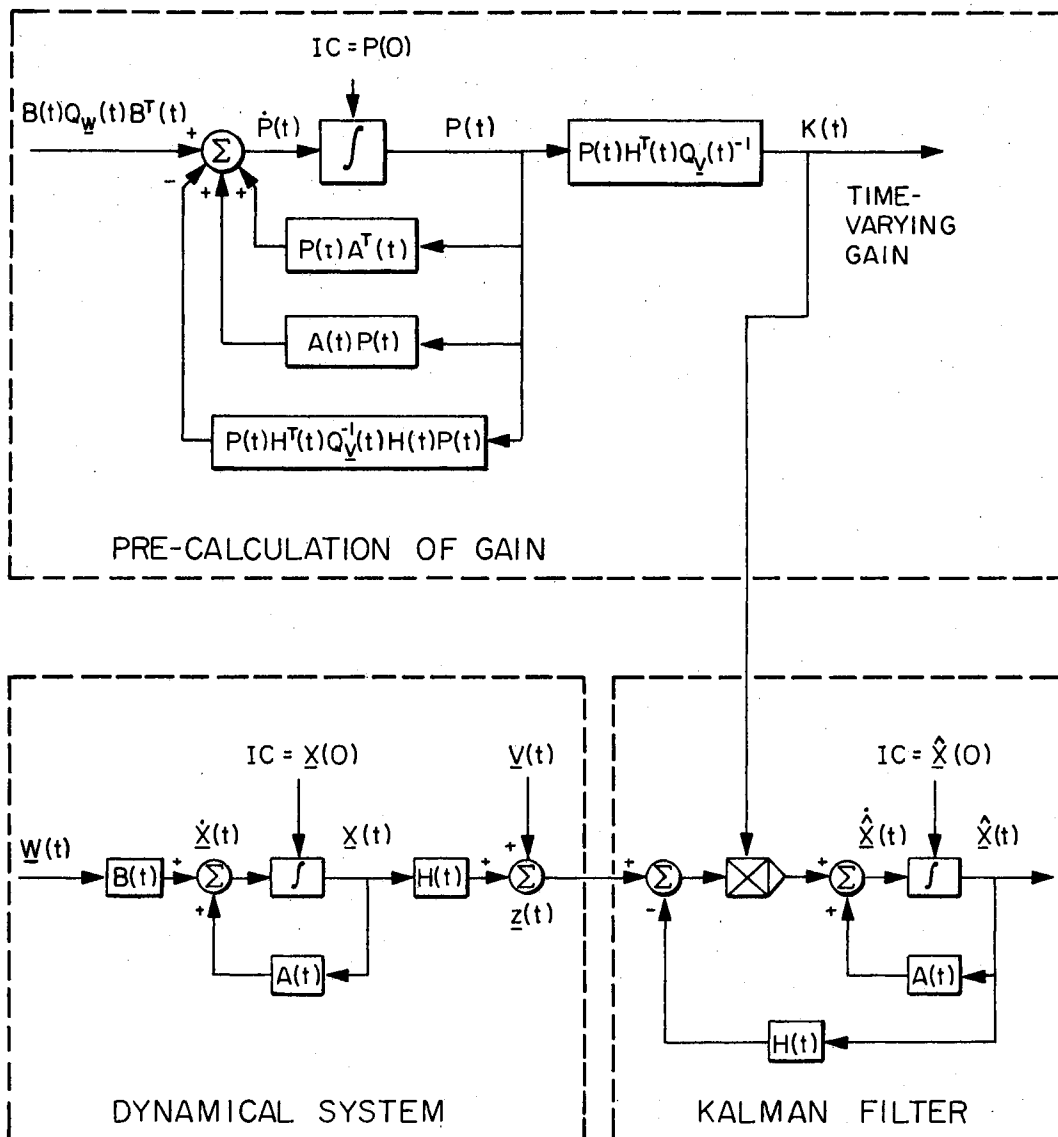 IC = P(0)
B(t)Q_W(t)B^T(t)
+
Σ
Ṗ(t)
∫
P(t)
P(t)H^T(t)Q_V(t)^-1
K(t)
-
+
+
TIME-
VARYING
GAIN
P(t)A^T(t)
A(t)P(t)
P(t)H^T(t)Q_V^-1(t)H(t)P(t)
PRE-CALCULATION OF GAIN
IC = X(0)
V(t)
IC = X̂(0)
W(t)
B(t)
+
Σ
Ẋ(t)
+
∫
X(t)
H(t)
+
+
Σ
z(t)
+
Σ
-
+
Σ
+
X̂̇(t)
∫
X̂(t)
A(t)
A(t)
H(t)
DYNAMICAL SYSTEM
KALMAN FILTER